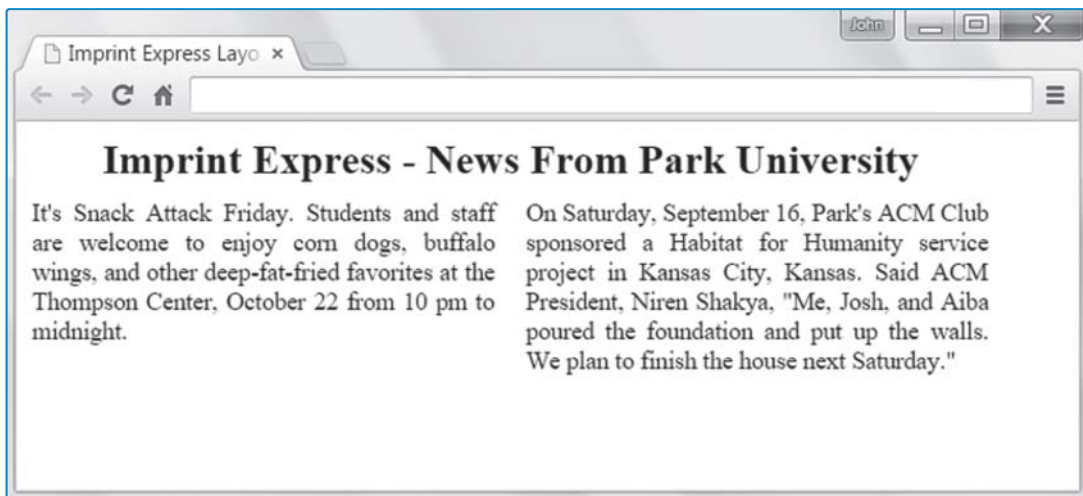 John
Imprint Express Layo
Imprint Express - News From Park University
It's Snack Attack Friday. Students and staff
are welcome to enjoy corn dogs, buffalo
wings, and other deep-fat-fried favorites at the
Thompson Center, October 22 from 10 pm to
midnight.
On Saturday, September 16, Park's ACM Club
sponsored a Habitat for Humanity service
project in Kansas City, Kansas. Said ACM
President, Niren Shakya, "Me, Josh, and Aiba
poured the foundation and put up the walls.
We plan to finish the house next Saturday."